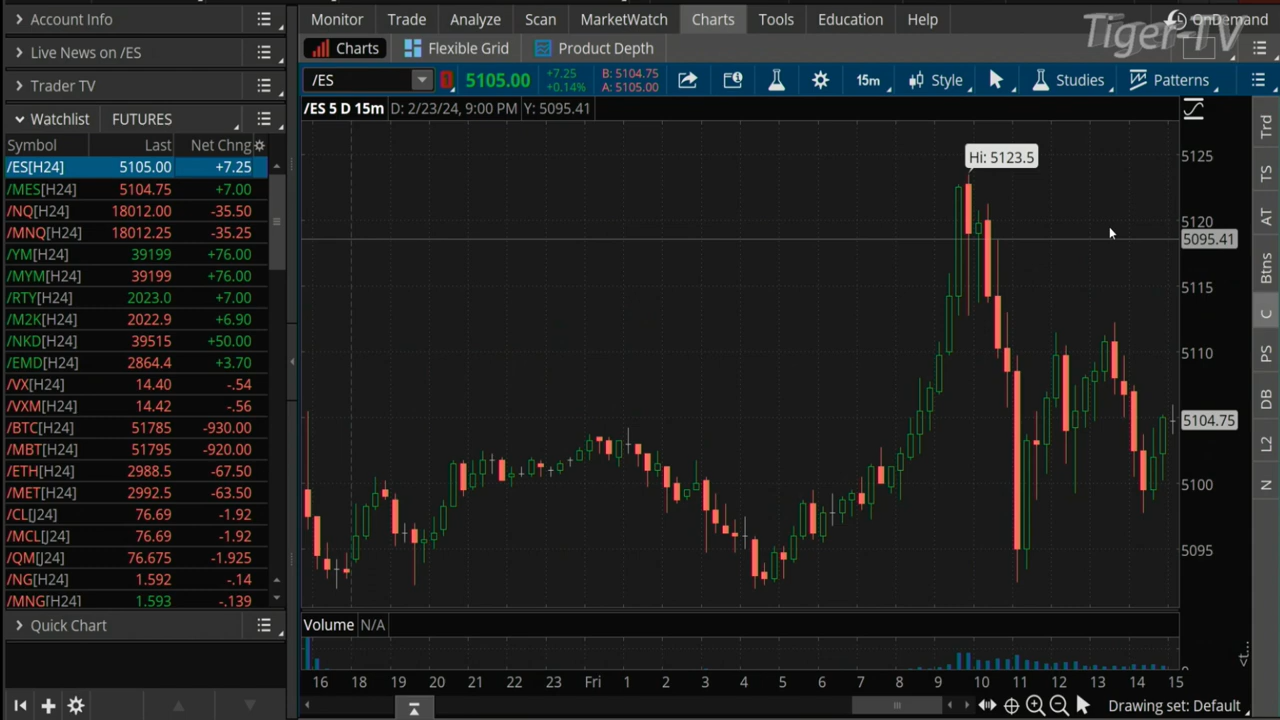 Account Info
Live News on /ES
Trader TV
Watchlist FUTURES
Symbol Last Net Chng
/ES[H24] 5105.00 +7.25
/MES[H24] 5104.75 +7.00
/NQ[H24] 18012.00 -35.50
/MNQ[H24] 18012.25 -35.25
/YM[H24] 39199 +76.00
/MYM[H24] 39199 +76.00
/RTY[H24] 2023.0 +7.00
/M2K[H24] 2022.9 +6.90
/NKD[H24] 39515 +50.00
/EMD[H24] 2864.4 +3.70
/VX[H24] 14.40 -.54
/VXM[H24] 14.42 -.56
/BTC[H24] 51785 -930.00
/MBT[H24] 51795 -920.00
/ETH[H24] 2988.5 -67.50
/MET[H24] 2992.5 -63.50
/CL[J24] 76.69 -1.92
/MCL[J24] 76.69 -1.92
/QM[J24] 76.675 -1.925
/NG[H24] 1.592 -.14
/MNG[H24] 1.593 -.139
Quick Chart
Monitor Trade Analyze Scan MarketWatch Charts Tools Education Help
OnDemand
Tiger-TV
Charts Flexible Grid Product Depth
/ES 1 5105.00 +7.25 B: 5104.75 15m Style Studies Patterns
+0.14% A: 5105.00
/ES 5 D 15m D: 2/23/24, 9:00 PM Y: 5095.41
Hi: 5123.5
5125
5120
5095.41
5115
5110
5104.75
5100
5095
Volume N/A
0
16 18 19 20 21 22 23 Fri 1 2 3 4 5 6 7 8 9 10 11 12 13 14 15
Drawing set: Default
Trd
TS
AT
Btns
C
PS
DB
L2
N